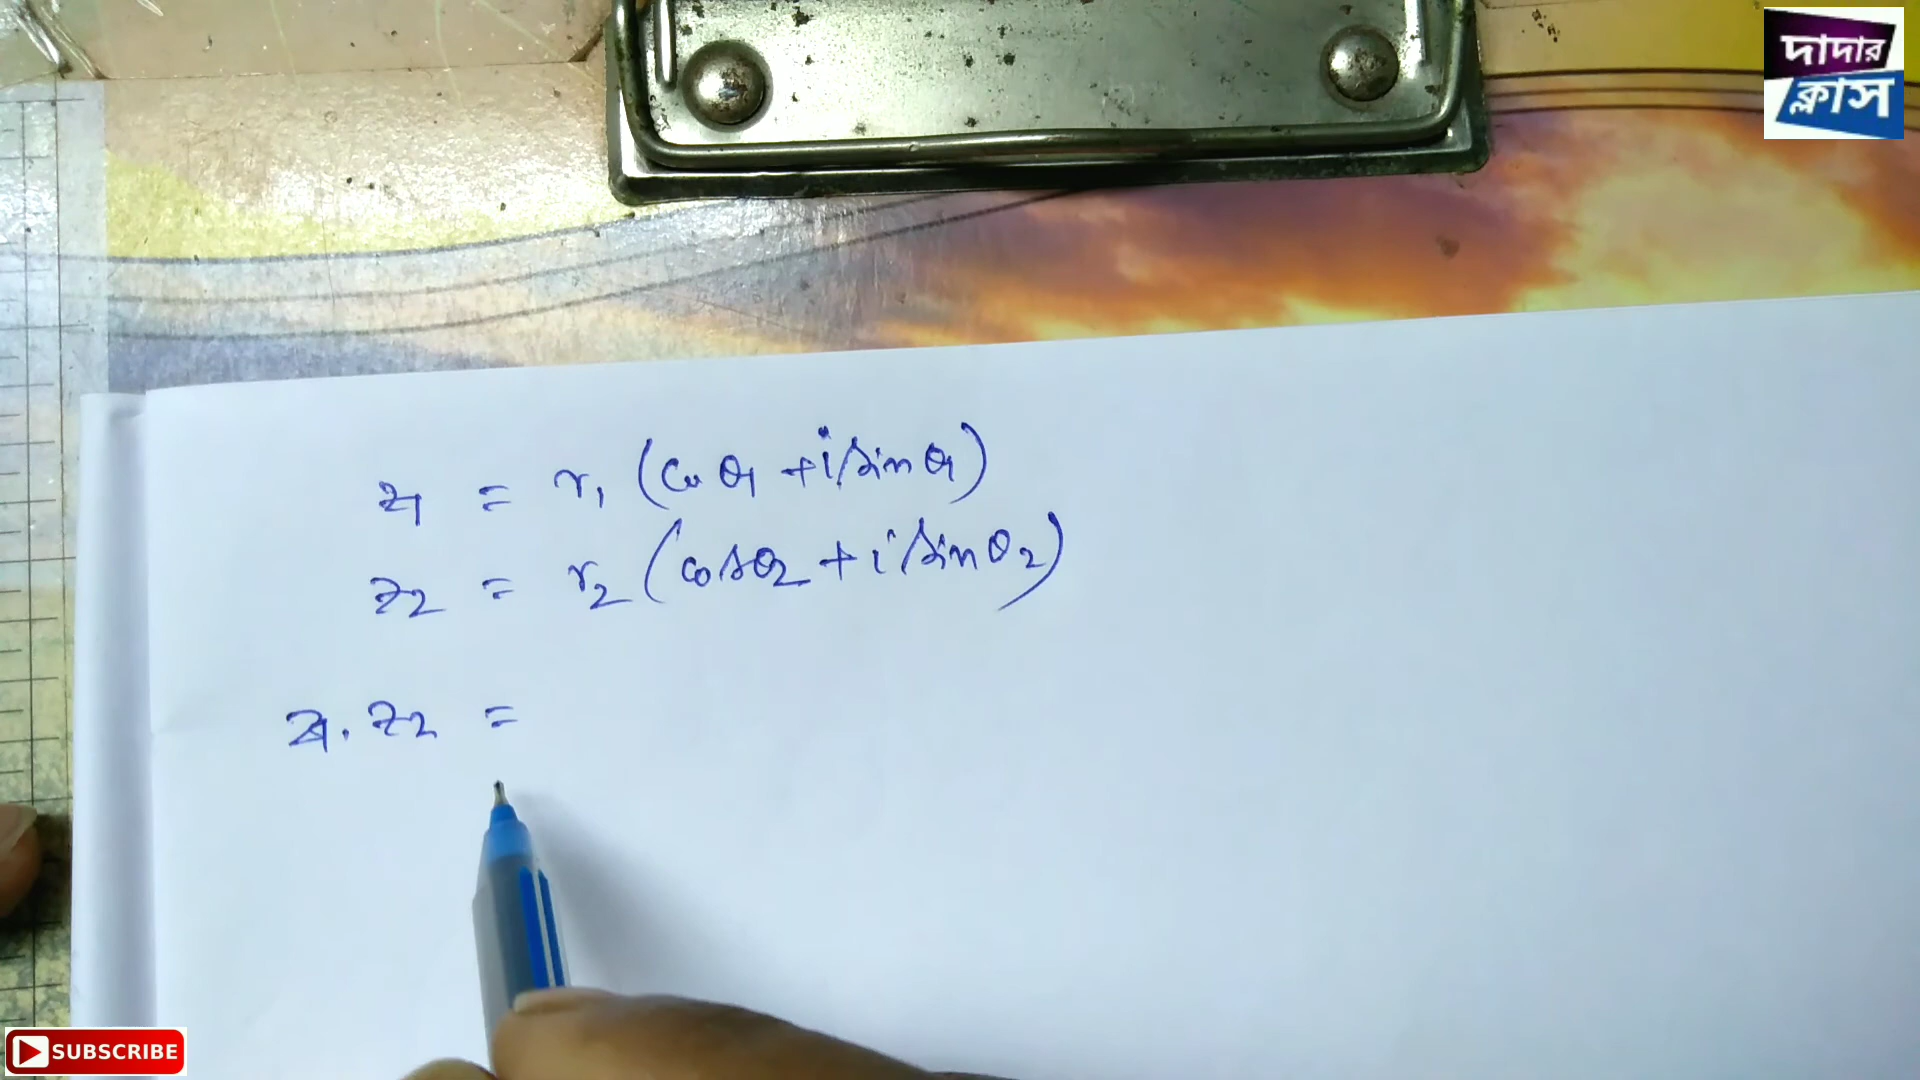 দাদার
ক্লাস
z1 = r1 (cos θ1 + i sin θ1)
z2 = r2 (cos θ2 + i sin θ2)
z1 . z2 =
SUBSCRIBE